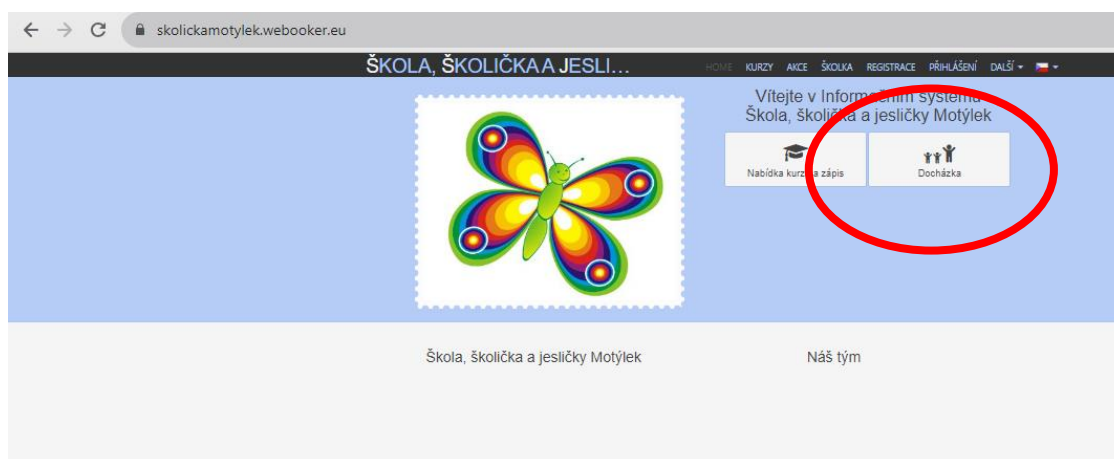 skolickamotylek.webooker.eu
ŠKOLA, ŠKOLIČKA A JESLI...
HOME KURZY AKCE ŠKOLKA REGISTRACE PŘIHLÁŠENÍ DALŠÍ
Vítejte v Informačním systému
Škola, školička a jesličky Motýlek
Nabídka kurzů a zápis
Docházka
Škola, školička a jesličky Motýlek
Náš tým